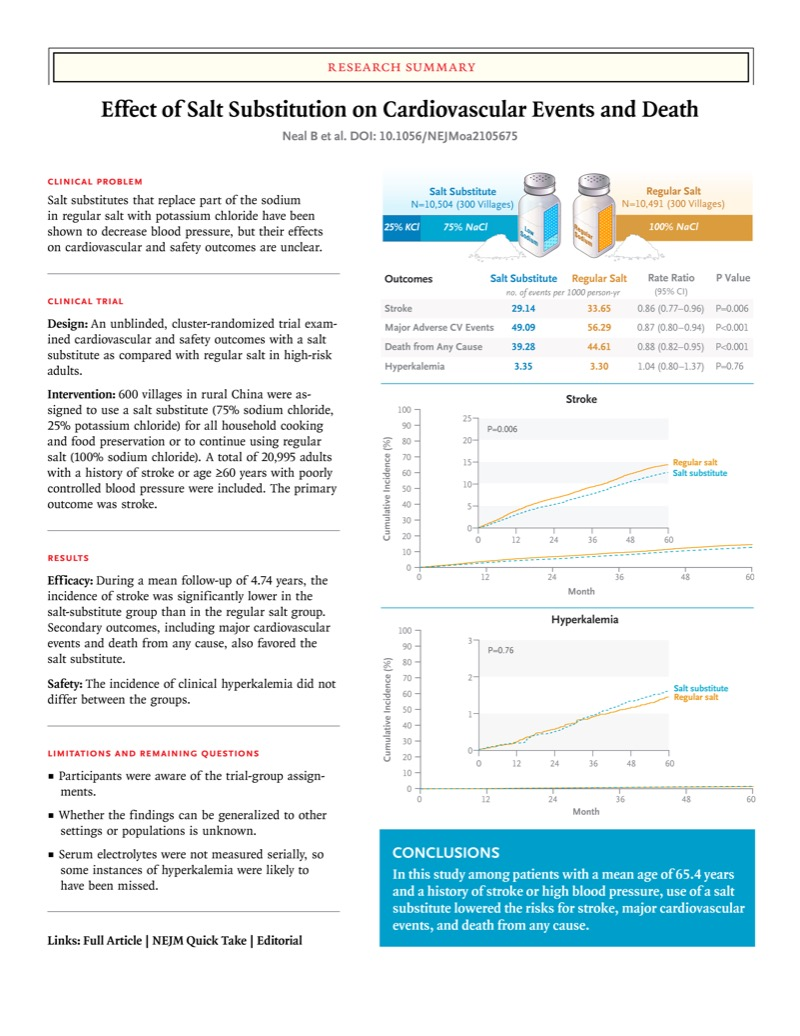 RESEARCH SUMMARY
Effect of Salt Substitution on Cardiovascular Events and Death
Neal B et al. DOI: 10.1056/NEJMoa2105675
CLINICAL PROBLEM
Salt substitutes that replace part of the sodium
in regular salt with potassium chloride have been
shown to decrease blood pressure, but their effects
on cardiovascular and safety outcomes are unclear.
CLINICAL TRIAL
Design: An unblinded, cluster-randomized trial exam-
ined cardiovascular and safety outcomes with a salt
substitute as compared with regular salt in high-risk
adults.
Intervention: 600 villages in rural China were as-
signed to use a salt substitute (75% sodium chloride,
25% potassium chloride) for all household cooking
and food preservation or to continue using regular
salt (100% sodium chloride). A total of 20,995 adults
with a history of stroke or age ≥60 years with poorly
controlled blood pressure were included. The primary
outcome was stroke.
RESULTS
Efficacy: During a mean follow-up of 4.74 years, the
incidence of stroke was significantly lower in the
salt-substitute group than in the regular salt group.
Secondary outcomes, including major cardiovascular
events and death from any cause, also favored the
salt substitute.
Safety: The incidence of clinical hyperkalemia did not
differ between the groups.
LIMITATIONS AND REMAINING QUESTIONS
▪ Participants were aware of the trial-group assign-
ments.
▪ Whether the findings can be generalized to other
settings or populations is unknown.
▪ Serum electrolytes were not measured serially, so
some instances of hyperkalemia were likely to
have been missed.
Links: Full Article | NEJM Quick Take | Editorial
Salt Substitute
N=10,504 (300 Villages)
25% KCl 75% NaCl
Low Sodium
Regular Sodium
Regular Salt
N=10,491 (300 Villages)
100% NaCl
Outcomes Salt Substitute Regular Salt Rate Ratio P Value
no. of events per 1000 person-yr (95% CI)
Stroke 29.14 33.65 0.86 (0.77–0.96) P=0.006
Major Adverse CV Events 49.09 56.29 0.87 (0.80–0.94) P<0.001
Death from Any Cause 39.28 44.61 0.88 (0.82–0.95) P<0.001
Hyperkalemia 3.35 3.30 1.04 (0.80–1.37) P=0.76
Stroke
Cumulative Incidence (%)
100
90
80
70
60
50
40
30
20
10
0
25
20
15
10
5
0
P=0.006
Regular salt
Salt substitute
0 12 24 36 48 60
0 12 24 36 48 60
Month
Hyperkalemia
Cumulative Incidence (%)
100
90
80
70
60
50
40
30
20
10
0
3
2
1
0
P=0.76
Salt substitute
Regular salt
0 12 24 36 48 60
0 12 24 36 48 60
Month
CONCLUSIONS
In this study among patients with a mean age of 65.4 years
and a history of stroke or high blood pressure, use of a salt
substitute lowered the risks for stroke, major cardiovascular
events, and death from any cause.